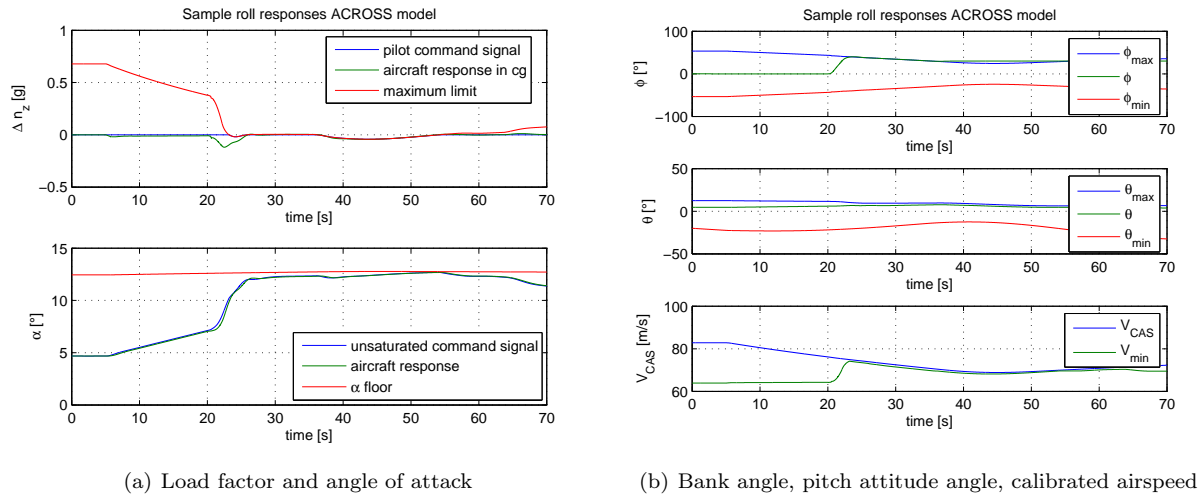 Sample roll responses ACROSS model
1
0.5
0
−0.5
Δ n_z [g]
pilot command signal
aircraft response in cg
maximum limit
0 10 20 30 40 50 60 70
time [s]
15
10
5
0
α [°]
unsaturated command signal
aircraft response
α floor
0 10 20 30 40 50 60 70
time [s]
(a) Load factor and angle of attack
Sample roll responses ACROSS model
100
0
−100
ϕ [°]
ϕ_max
ϕ
ϕ_min
0 10 20 30 40 50 60 70
time [s]
50
0
−50
θ [°]
θ_max
θ
θ_min
0 10 20 30 40 50 60 70
time [s]
100
80
60
V_CAS [m/s]
V_CAS
V_min
0 10 20 30 40 50 60 70
time [s]
(b) Bank angle, pitch attitude angle, calibrated airspeed